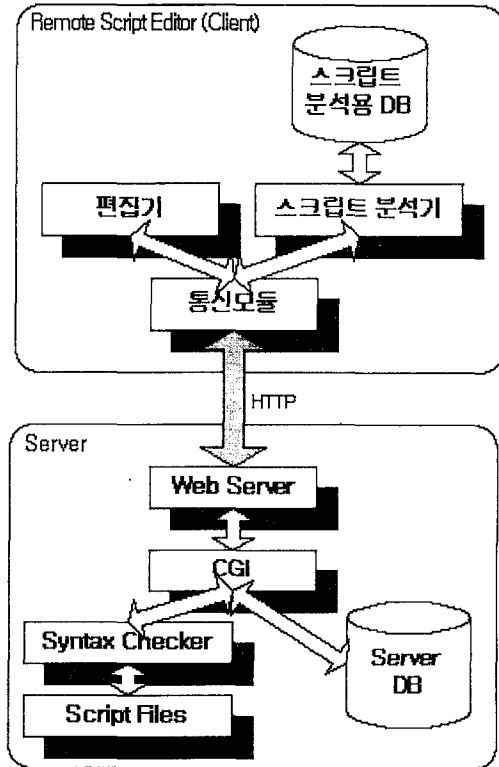 Remote Script Editor (Client)
스크립트
분석용 DB
편집기
스크립트 분석기
통신모듈
HTTP
Server
Web Server
CGI
Syntax Checker
Server
DB
Script Files